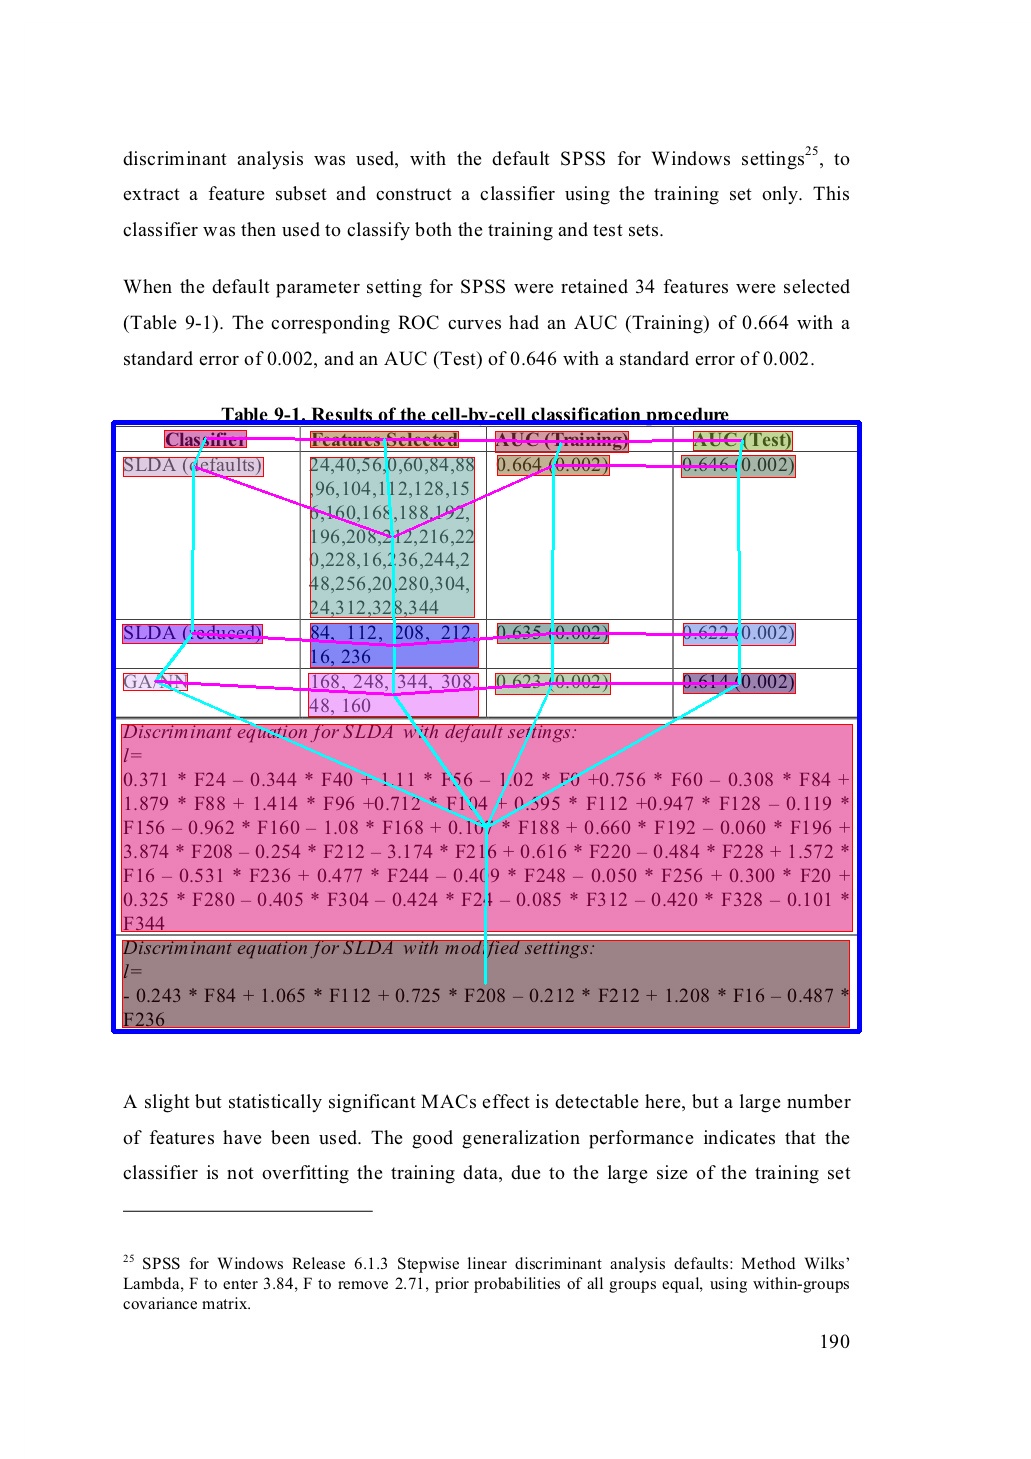 discriminant analysis was used, with the default SPSS for Windows settings25, to
extract a feature subset and construct a classifier using the training set only. This
classifier was then used to classify both the training and test sets.
When the default parameter setting for SPSS were retained 34 features were selected
(Table 9-1). The corresponding ROC curves had an AUC (Training) of 0.664 with a
standard error of 0.002, and an AUC (Test) of 0.646 with a standard error of 0.002.
Table 9-1. Results of the cell-by-cell classification procedure
Classifier Features Selected AUC (Training) AUC (Test)
SLDA (defaults) 24,40,56,0,60,84,88 0.664 (0.002) 0.646 (0.002)
,96,104,112,128,15
6,160,168,188,192,
196,208,212,216,22
0,228,16,236,244,2
48,256,20,280,304,
24,312,328,344
SLDA (reduced) 84, 112, 208, 212, 0.635 (0.002) 0.622 (0.002)
16, 236
GA/NN 168, 248, 344, 308, 0.623 (0.002) 0.614 (0.002)
48, 160
Discriminant equation for SLDA with default settings:
l=
0.371 * F24 – 0.344 * F40 + 1.11 * F56 – 1.02 * F0 +0.756 * F60 – 0.308 * F84 +
1.879 * F88 + 1.414 * F96 +0.712 * F104 + 0.595 * F112 +0.947 * F128 – 0.119 *
F156 – 0.962 * F160 – 1.08 * F168 + 0.107 * F188 + 0.660 * F192 – 0.060 * F196 +
3.874 * F208 – 0.254 * F212 – 3.174 * F216 + 0.616 * F220 – 0.484 * F228 + 1.572 *
F16 – 0.531 * F236 + 0.477 * F244 – 0.409 * F248 – 0.050 * F256 + 0.300 * F20 +
0.325 * F280 – 0.405 * F304 – 0.424 * F24 – 0.085 * F312 – 0.420 * F328 – 0.101 *
F344
Discriminant equation for SLDA with modified settings:
l=
- 0.243 * F84 + 1.065 * F112 + 0.725 * F208 – 0.212 * F212 + 1.208 * F16 – 0.487 *
F236
A slight but statistically significant MACs effect is detectable here, but a large number
of features have been used. The good generalization performance indicates that the
classifier is not overfitting the training data, due to the large size of the training set
25 SPSS for Windows Release 6.1.3 Stepwise linear discriminant analysis defaults: Method Wilks’
Lambda, F to enter 3.84, F to remove 2.71, prior probabilities of all groups equal, using within-groups
covariance matrix.
190